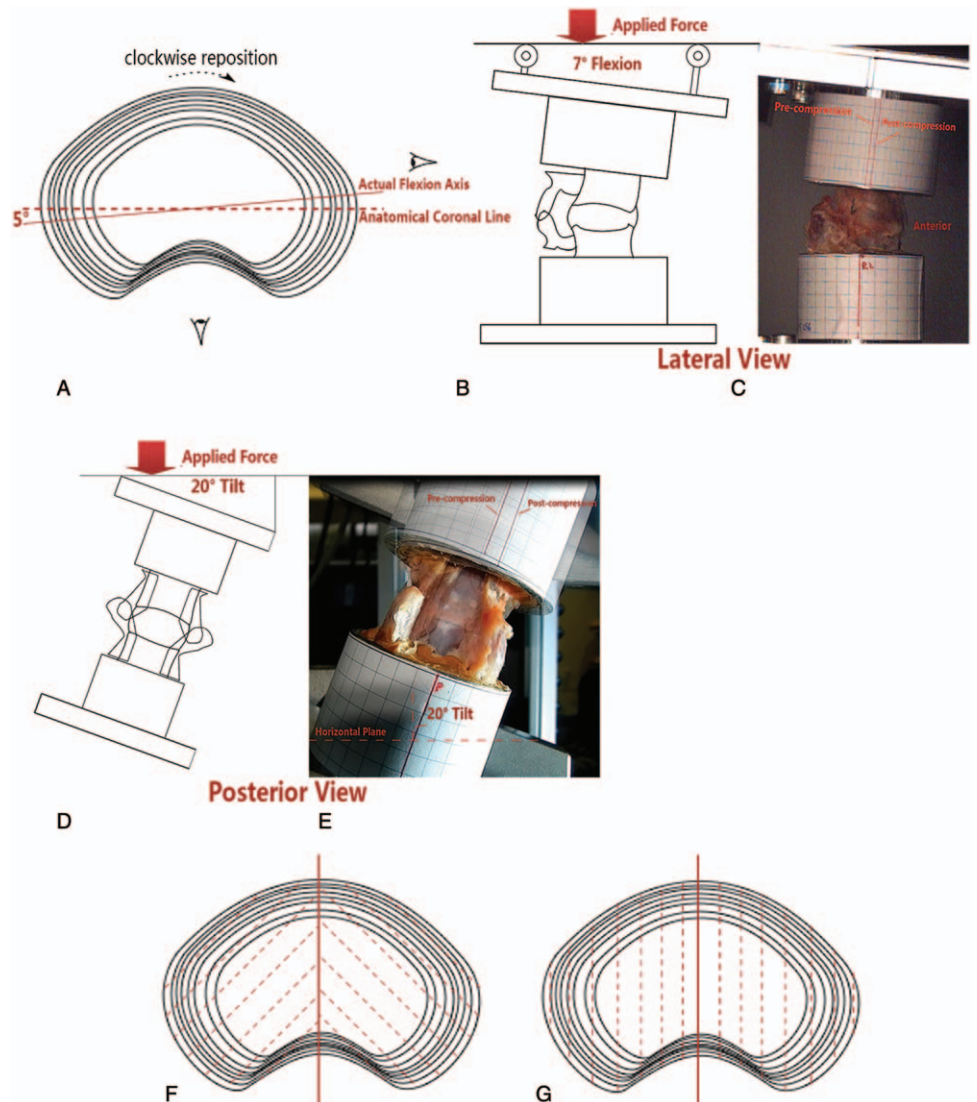 clockwise reposition
5°
Actual Flexion Axis
Anatomical Coronal Line
A
Applied Force
7° Flexion
B
Pre-compression
Post-compression
Anterior
Lateral View
C
Applied Force
20° Tilt
D
Pre-compression
Post-compression
P
20° Tilt
Horizontal Plane
Posterior View
E
F
G